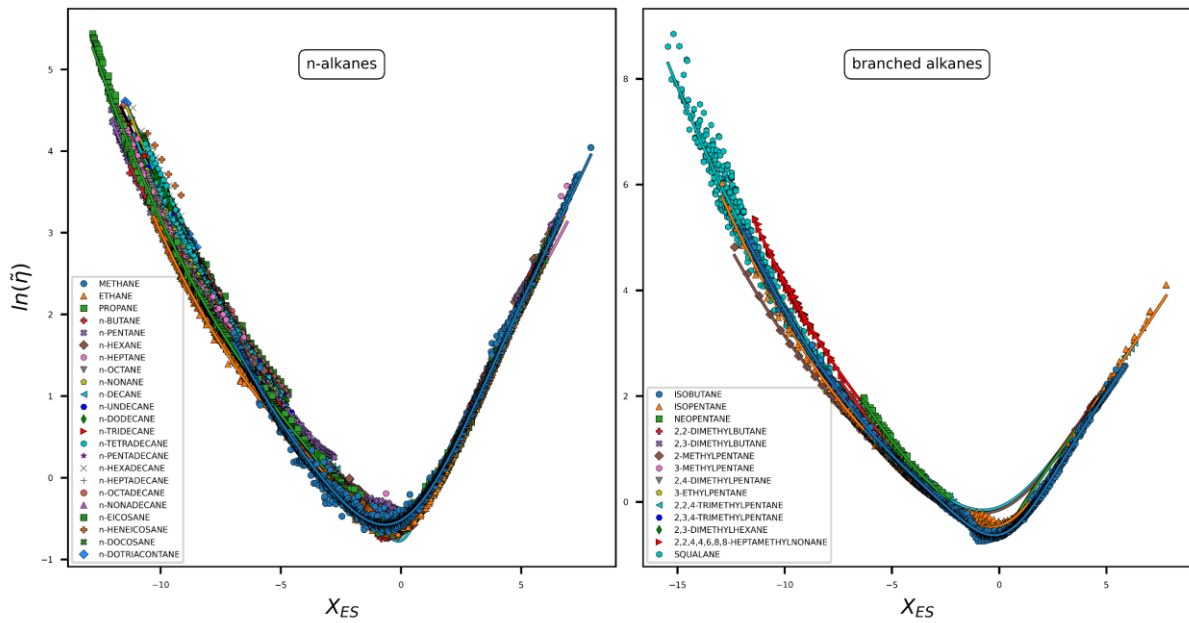 n-alkanes
5
4
3
2
1
0
−1
ln(η̃)
METHANE
ETHANE
PROPANE
n-BUTANE
n-PENTANE
n-HEXANE
n-HEPTANE
n-OCTANE
n-NONANE
n-DECANE
n-UNDECANE
n-DODECANE
n-TRIDECANE
n-TETRADECANE
n-PENTADECANE
n-HEXADECANE
n-HEPTADECANE
n-OCTADECANE
n-NONADECANE
n-EICOSANE
n-HENEICOSANE
n-DOCOSANE
n-DOTRIACONTANE
−10 −5 0 5
X_ES
branched alkanes
8
6
4
2
0
ISOBUTANE
ISOPENTANE
NEOPENTANE
2,2-DIMETHYLBUTANE
2,3-DIMETHYLBUTANE
2-METHYLPENTANE
3-METHYLPENTANE
2,4-DIMETHYLPENTANE
3-ETHYLPENTANE
2,2,4-TRIMETHYLPENTANE
2,3,4-TRIMETHYLPENTANE
2,3-DIMETHYLHEXANE
2,2,4,4,6,8,8-HEPTAMETHYLNONANE
SQUALANE
−15 −10 −5 0 5
X_ES